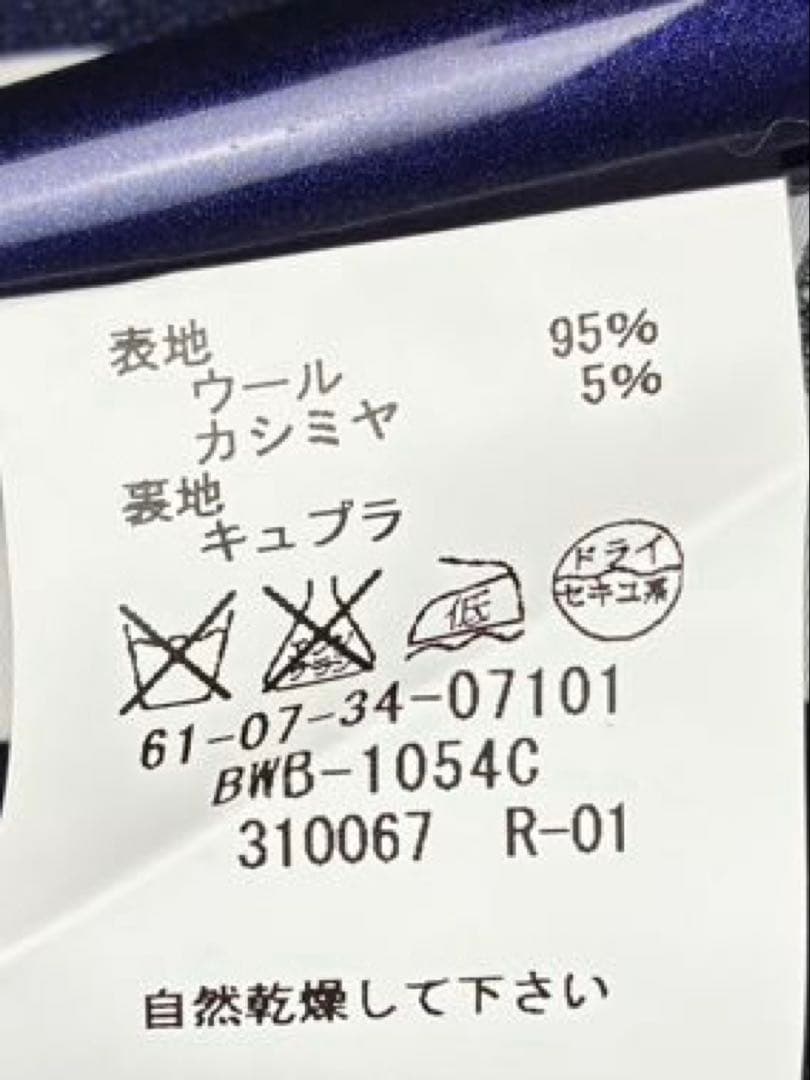 表地
ウール 95%
カシミヤ 5%
裏地
キュプラ
低
ドライ
セキユ系
61-07-34-07101
BWB-1054C
310067 R-01
自然乾燥して下さい